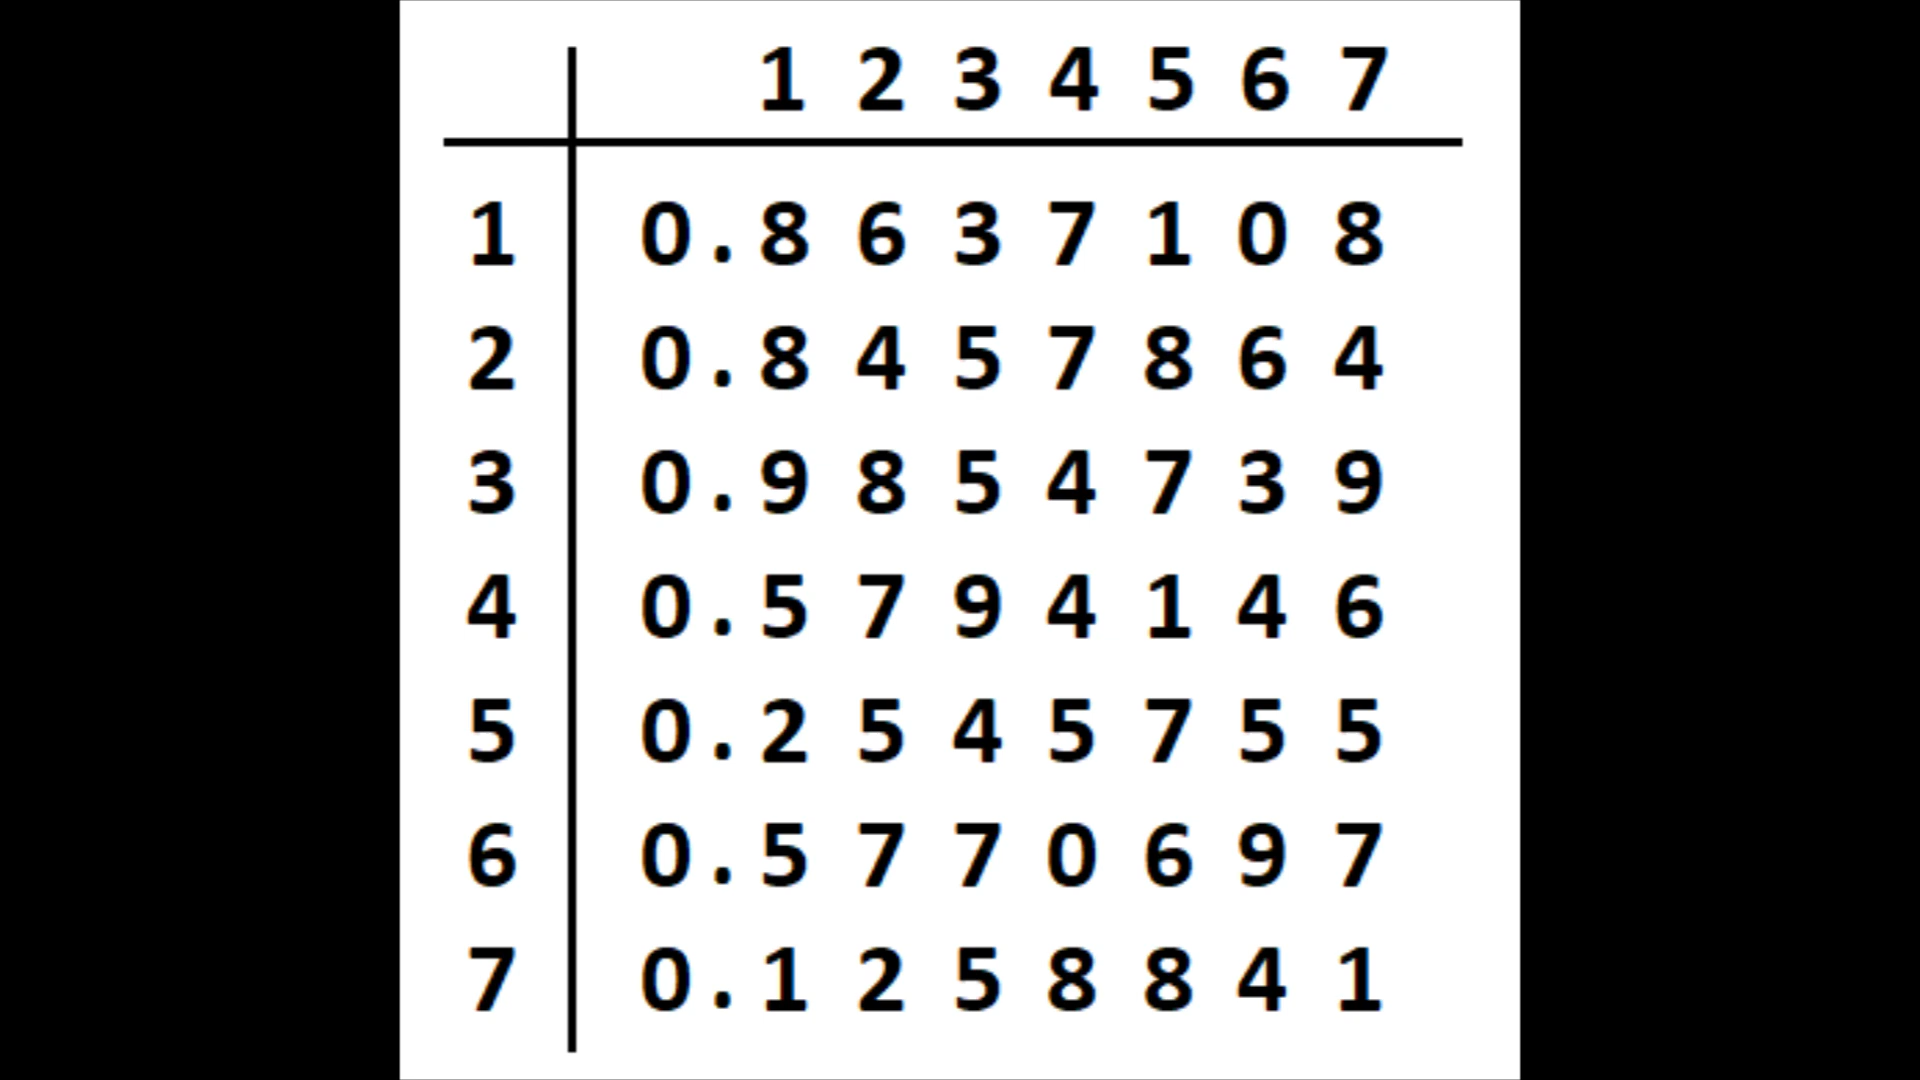 1 2 3 4 5 6 7
1 0.8 6 3 7 1 0 8
2 0.8 4 5 7 8 6 4
3 0.9 8 5 4 7 3 9
4 0.5 7 9 4 1 4 6
5 0.2 5 4 5 7 5 5
6 0.5 7 7 0 6 9 7
7 0.1 2 5 8 8 4 1